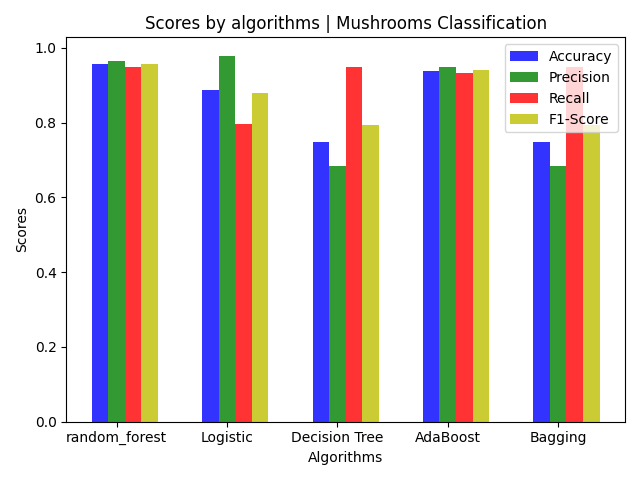 Scores by algorithms | Mushrooms Classification
1.0
0.8
0.6
0.4
0.2
0.0
Scores
Accuracy
Precision
Recall
F1-Score
random_forest Logistic Decision Tree AdaBoost Bagging
Algorithms